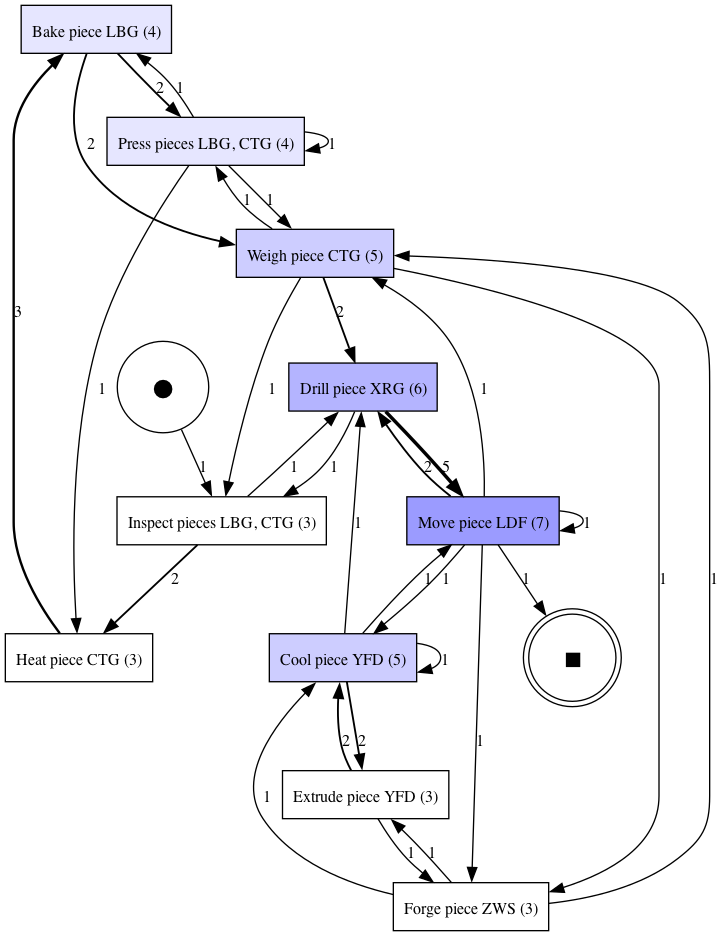 Bake piece LBG (4)
2 1
Press pieces LBG, CTG (4)
1
2
1 1
Weigh piece CTG (5)
3
2
1
1
1
Drill piece XRG (6)
1
1 1
2 5
Inspect pieces LBG, CTG (3)
Move piece LDF (7)
1
1
2
1 1
1
1
1
Heat piece CTG (3)
Cool piece YFD (5)
1
2 2
1
1
Extrude piece YFD (3)
1 1
Forge piece ZWS (3)